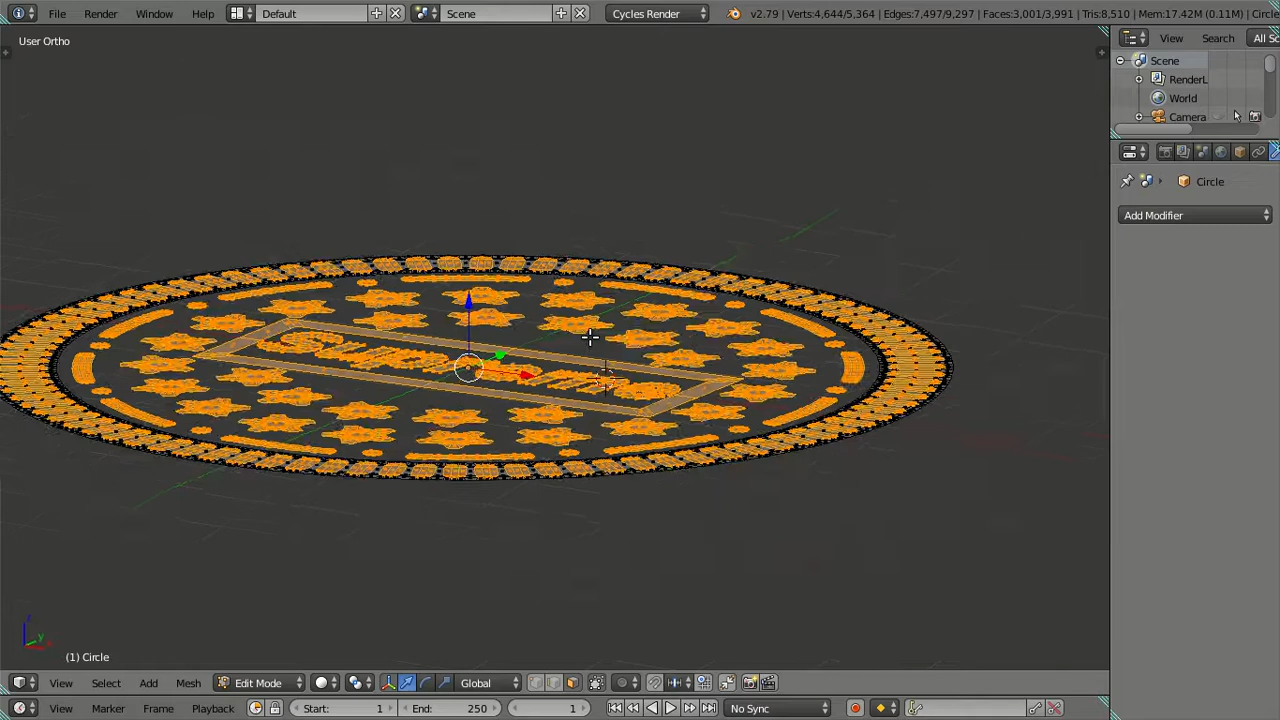 File Render Window Help Default Scene Cycles Render v2.79 | Verts:4,644/5,364 | Edges:7,497/9,297 | Faces:3,001/3,991 | Tris:8,510 | Mem:17.42M (0.11M) | Circle
User Ortho
View Search All Sc
Scene
RenderL
World
Camera
Circle
Add Modifier
z
y
(1) Circle
View Select Add Mesh Edit Mode Global
View Marker Frame Playback Start: 1 End: 250 1 No Sync